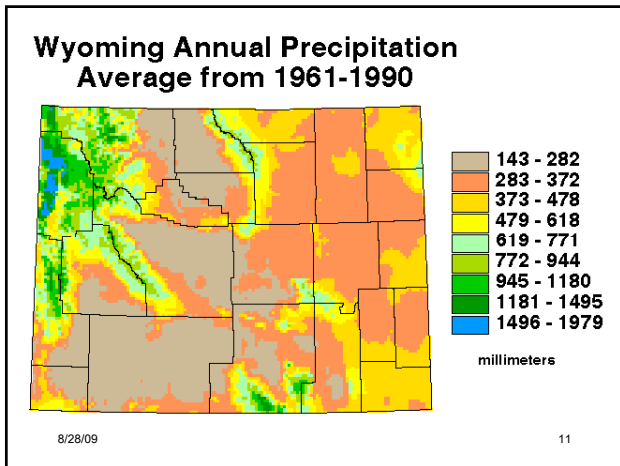 Wyoming Annual Precipitation
Average from 1961-1990
143 - 282
283 - 372
373 - 478
479 - 618
619 - 771
772 - 944
945 - 1180
1181 - 1495
1496 - 1979
millimeters
8/28/09
11